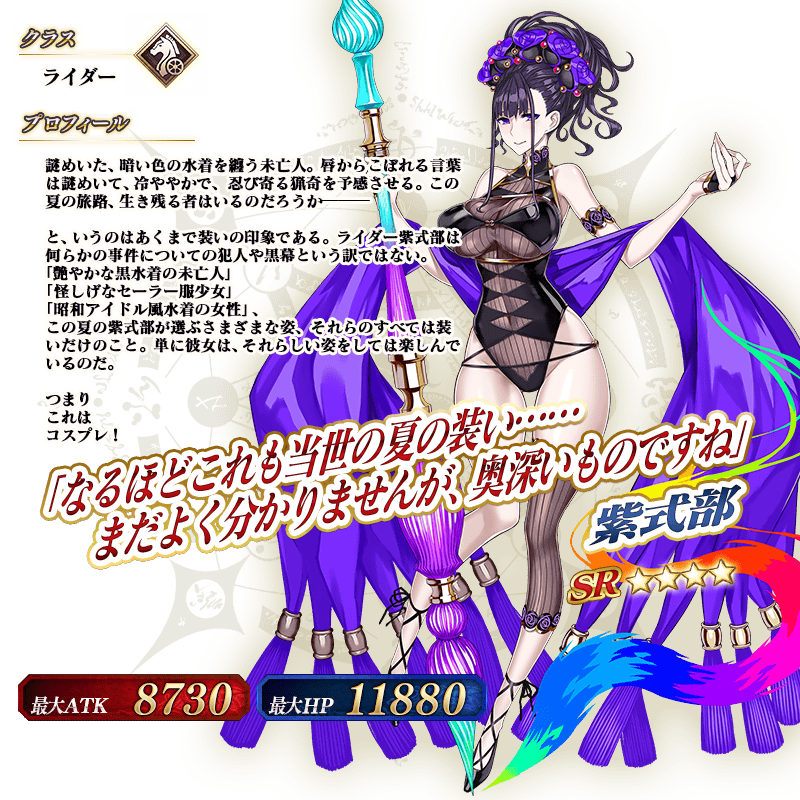 クラス
ライダー
プロフィール
謎めいた、暗い色の水着を纏う未亡人。唇からこぼれる言葉
は謎めいて、冷ややかで、忍び寄る猟奇を予感させる。この
夏の旅路、生き残る者はいるのだろうか―――
と、いうのはあくまで装いの印象である。ライダー紫式部は
何らかの事件についての犯人や黒幕という訳ではない。
「艶やかな黒水着の未亡人」
「怪しげなセーラー服少女」
「昭和アイドル風水着の女性」、
この夏の紫式部が選ぶさまざまな姿、それらのすべては装
いだけのこと。単に彼女は、それらしい姿をしては楽しんで
いるのだ。
つまり
これは
コスプレ！
「なるほどこれも当世の夏の装い……
まだよく分かりませんが、奥深いものですね」
紫式部
SR
最大ATK 8730
最大HP 11880